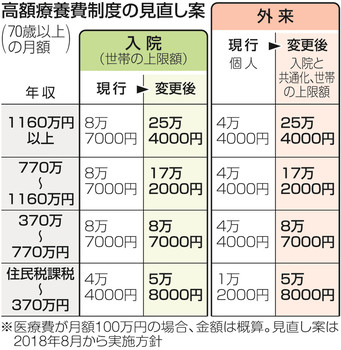 高額療養費制度の見直し案
(70歳以上の月額)
入院
(世帯の上限額)
外来
年収
現行
変更後
現行
個人
変更後
入院と共通化、世帯の上限額
1160万円以上
8万7000円
25万4000円
4万4000円
25万4000円
770万〜1160万円
8万7000円
17万2000円
4万4000円
17万2000円
370万〜770万円
8万7000円
8万7000円
4万4000円
8万7000円
住民税課税〜370万円
4万4000円
5万8000円
1万2000円
5万8000円
※医療費が月額100万円の場合、金額は概算。見直し案は
2018年8月から実施方針